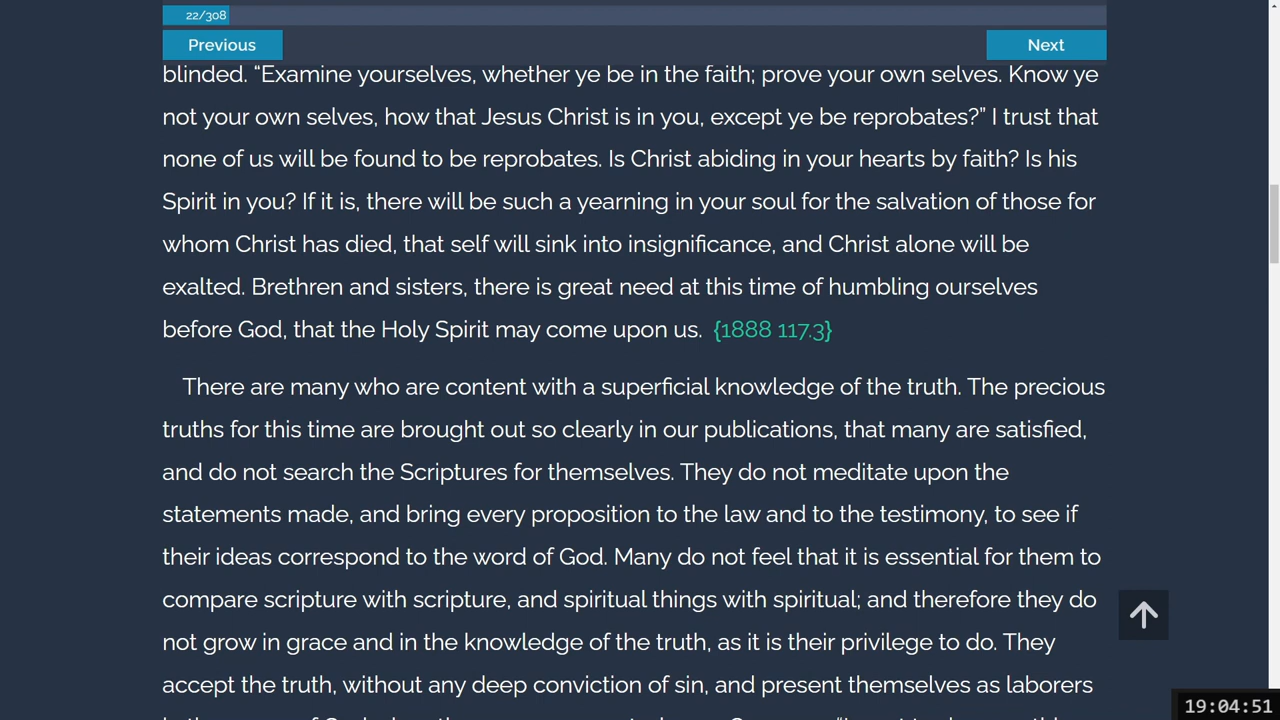 22/308
Previous
Next
blinded. “Examine yourselves, whether ye be in the faith; prove your own selves. Know ye
not your own selves, how that Jesus Christ is in you, except ye be reprobates?” I trust that
none of us will be found to be reprobates. Is Christ abiding in your hearts by faith? Is his
Spirit in you? If it is, there will be such a yearning in your soul for the salvation of those for
whom Christ has died, that self will sink into insignificance, and Christ alone will be
exalted. Brethren and sisters, there is great need at this time of humbling ourselves
before God, that the Holy Spirit may come upon us. {1888 117.3}
There are many who are content with a superficial knowledge of the truth. The precious
truths for this time are brought out so clearly in our publications, that many are satisfied,
and do not search the Scriptures for themselves. They do not meditate upon the
statements made, and bring every proposition to the law and to the testimony, to see if
their ideas correspond to the word of God. Many do not feel that it is essential for them to
compare scripture with scripture, and spiritual things with spiritual; and therefore they do
not grow in grace and in the knowledge of the truth, as it is their privilege to do. They
accept the truth, without any deep conviction of sin, and present themselves as laborers
19:04:51